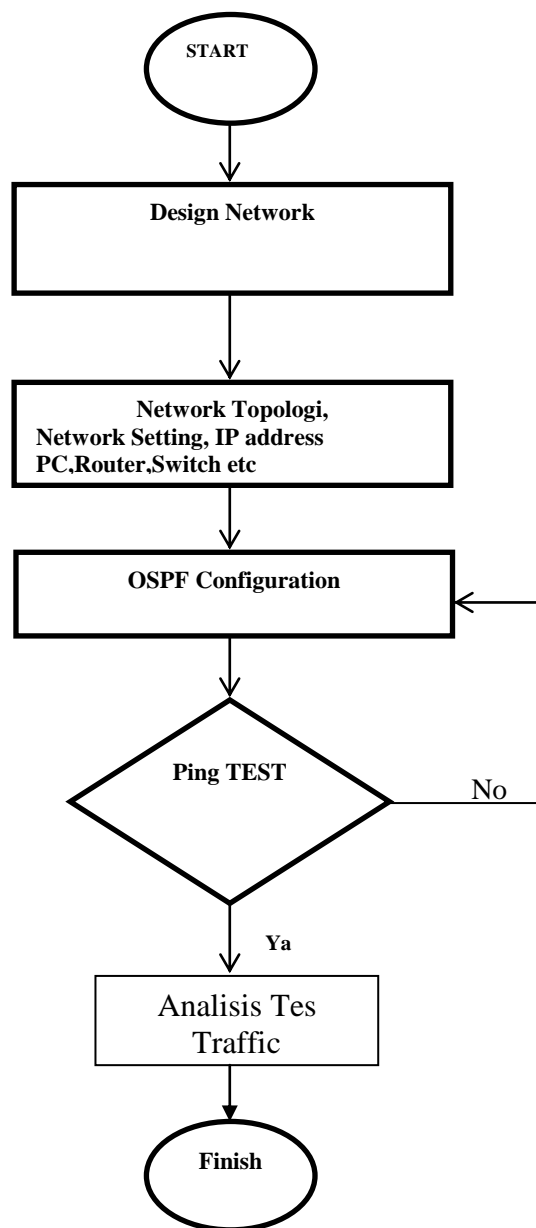 START
Design Network
Network Topologi,
Network Setting, IP address
PC,Router,Switch etc
OSPF Configuration
Ping TEST
No
Ya
Analisis Tes
Traffic
Finish